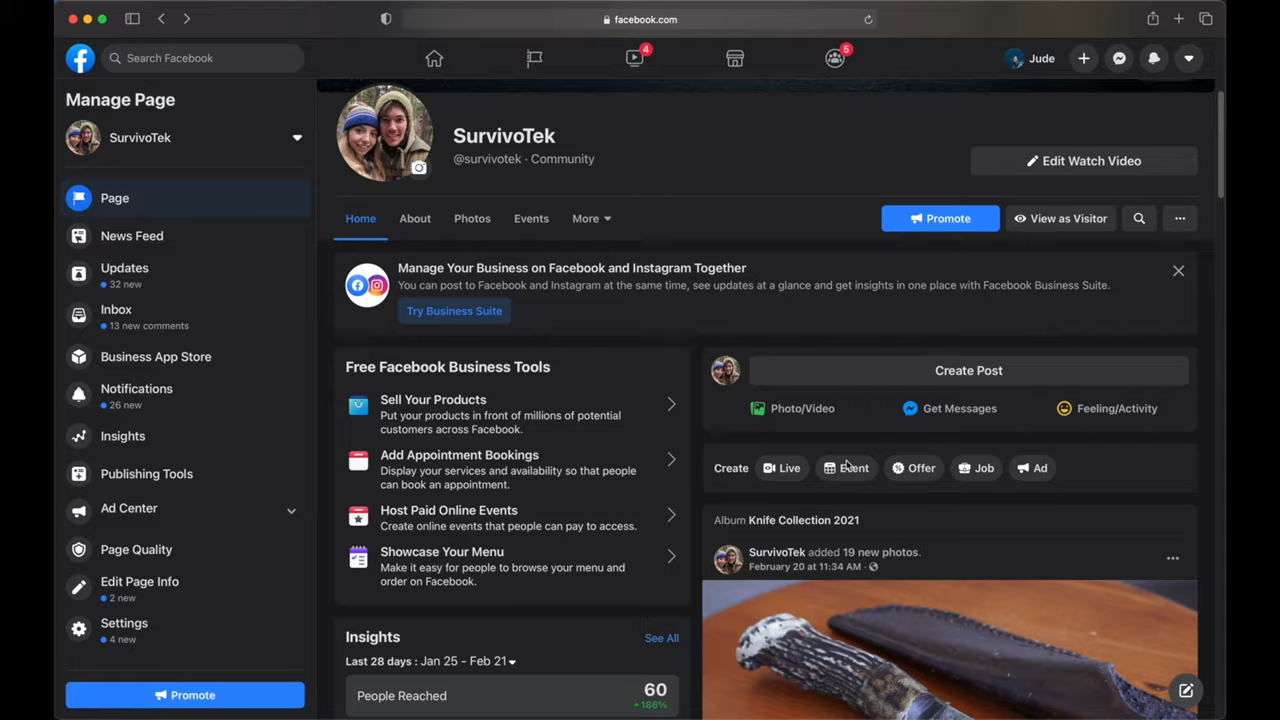 facebook.com
Search Facebook
4
5
Jude
Manage Page
SurvivoTek
Page
News Feed
Updates
32 new
Inbox
13 new comments
Business App Store
Notifications
26 new
Insights
Publishing Tools
Ad Center
Page Quality
Edit Page Info
2 new
Settings
4 new
Promote
SurvivoTek
@survivotek · Community
Edit Watch Video
Home
About
Photos
Events
More
Promote
View as Visitor
Manage Your Business on Facebook and Instagram Together
You can post to Facebook and Instagram at the same time, see updates at a glance and get insights in one place with Facebook Business Suite.
Try Business Suite
Free Facebook Business Tools
Sell Your Products
Put your products in front of millions of potential
customers across Facebook.
Add Appointment Bookings
Display your services and availability so that people
can book an appointment.
Host Paid Online Events
Create online events that people can pay to access.
Showcase Your Menu
Make it easy for people to browse your menu and
order on Facebook.
Insights
See All
Last 28 days : Jan 25 - Feb 21
People Reached
60
186%
Create Post
Photo/Video
Get Messages
Feeling/Activity
Create
Live
Event
Offer
Job
Ad
Album Knife Collection 2021
SurvivoTek added 19 new photos.
February 20 at 11:34 AM ·